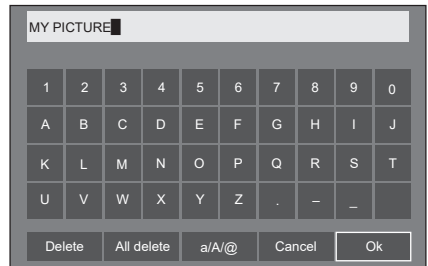 MY PICTURE
1 2 3 4 5 6 7 8 9 0
A B C D E F G H I J
K L M N O P Q R S T
U V W X Y Z . – _
Delete All delete a/A/@ Cancel Ok